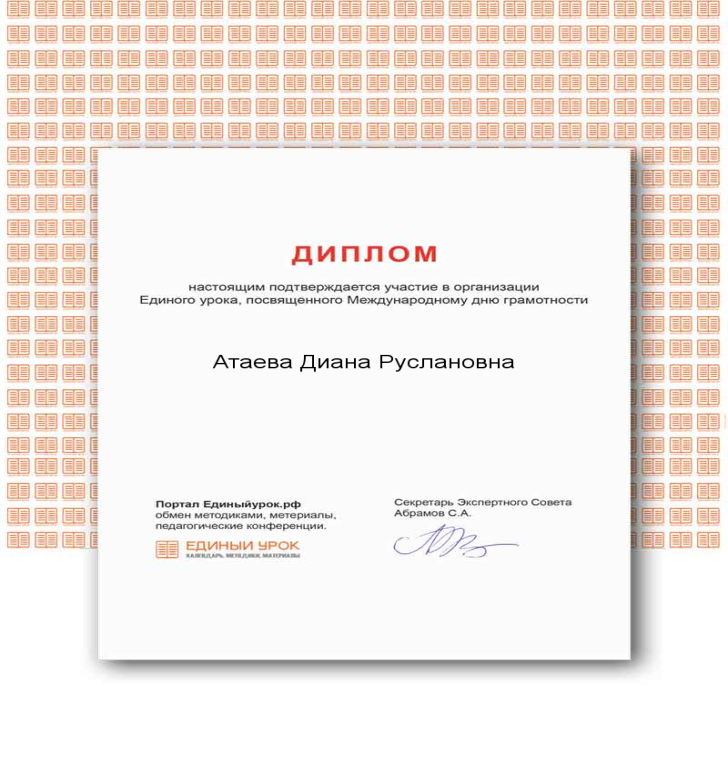 ДИПЛОМ
настоящим подтверждается участие в организации
Единого урока, посвященного Международному дню грамотности
Атаева Диана Руслановна
Портал Единыйурок.рф
обмен методиками, метериалы,
педагогические конференции.
ЕДИНЫЙ УРОК
КАЛЕНДАРЬ, МЕТОДИКИ, МАТЕРИАЛЫ
Секретарь Экспертного Совета
Абрамов С.А.